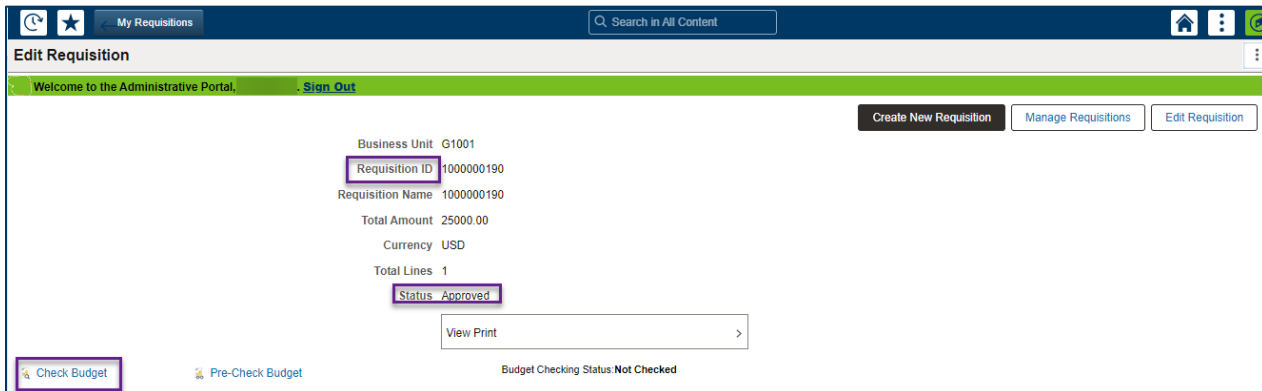 My Requisitions
Search in All Content
Edit Requisition
Welcome to the Administrative Portal, . Sign Out
Create New Requisition Manage Requisitions Edit Requisition
Business Unit G1001
Requisition ID 1000000190
Requisition Name 1000000190
Total Amount 25000.00
Currency USD
Total Lines 1
Status Approved
View Print
Check Budget Pre-Check Budget Budget Checking Status:Not Checked